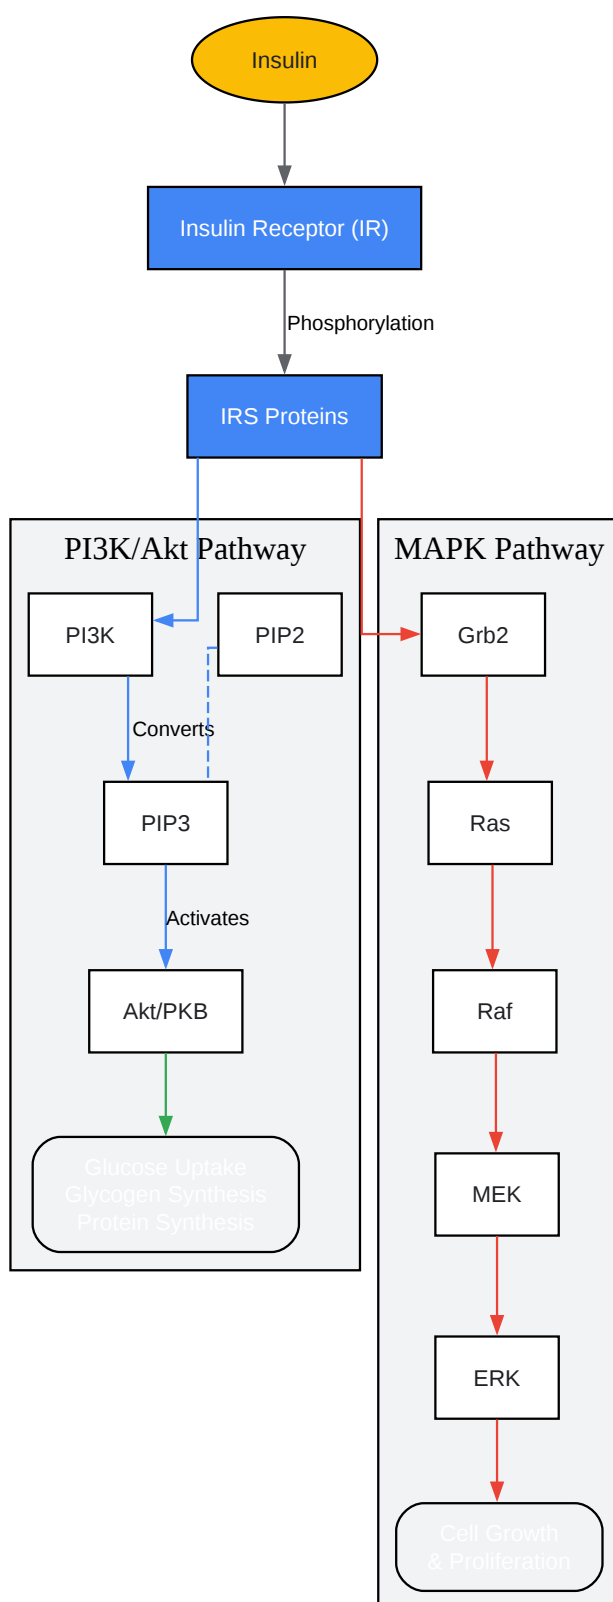 Insulin
Insulin Receptor (IR)
Phosphorylation
IRS Proteins
PI3K/Akt Pathway
PI3K
PIP2
Converts
PIP3
Activates
Akt/PKB
Glucose Uptake
Glycogen Synthesis
Protein Synthesis
MAPK Pathway
Grb2
Ras
Raf
MEK
ERK
Cell Growth
& Proliferation